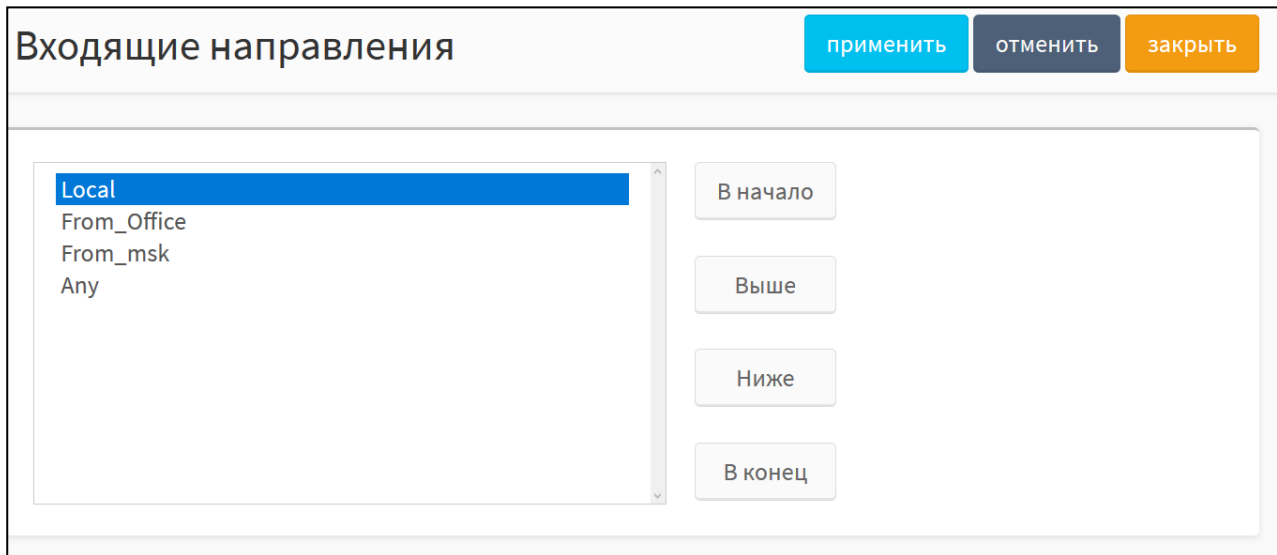 Входящие направления
применить
отменить
закрыть
Local
From_Office
From_msk
Any
В начало
Выше
Ниже
В конец